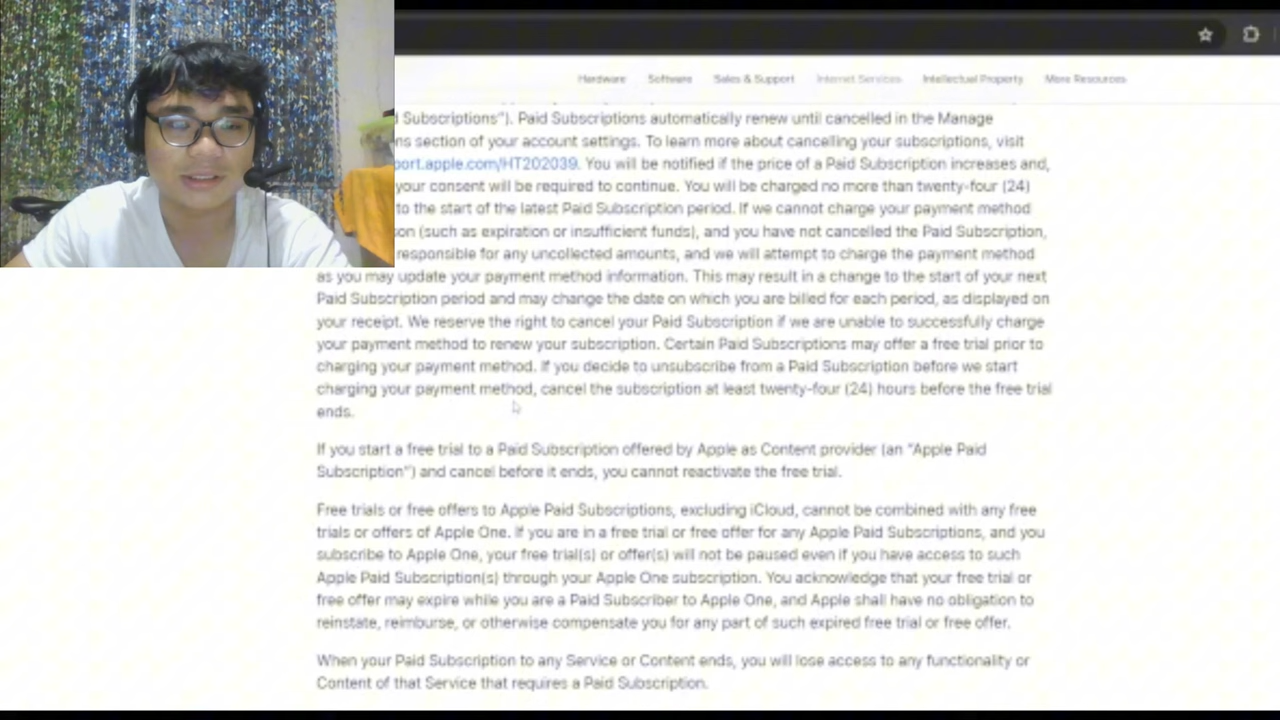 Hardware Software Sales & Support Internet Services Intellectual Property More Resources
d Subscriptions"). Paid Subscriptions automatically renew until cancelled in the Manage
ns section of your account settings. To learn more about cancelling your subscriptions, visit
port.apple.com/HT202039. You will be notified if the price of a Paid Subscription increases and,
your consent will be required to continue. You will be charged no more than twenty-four (24)
to the start of the latest Paid Subscription period. If we cannot charge your payment method
son (such as expiration or insufficient funds), and you have not cancelled the Paid Subscription,
responsible for any uncollected amounts, and we will attempt to charge the payment method
as you may update your payment method information. This may result in a change to the start of your next
Paid Subscription period and may change the date on which you are billed for each period, as displayed on
your receipt. We reserve the right to cancel your Paid Subscription if we are unable to successfully charge
your payment method to renew your subscription. Certain Paid Subscriptions may offer a free trial prior to
charging your payment method. If you decide to unsubscribe from a Paid Subscription before we start
charging your payment method, cancel the subscription at least twenty-four (24) hours before the free trial
ends.
If you start a free trial to a Paid Subscription offered by Apple as Content provider (an “Apple Paid
Subscription”) and cancel before it ends, you cannot reactivate the free trial.
Free trials or free offers to Apple Paid Subscriptions, excluding iCloud, cannot be combined with any free
trials or offers of Apple One. If you are in a free trial or free offer for any Apple Paid Subscriptions, and you
subscribe to Apple One, your free trial(s) or offer(s) will not be paused even if you have access to such
Apple Paid Subscription(s) through your Apple One subscription. You acknowledge that your free trial or
free offer may expire while you are a Paid Subscriber to Apple One, and Apple shall have no obligation to
reinstate, reimburse, or otherwise compensate you for any part of such expired free trial or free offer.
When your Paid Subscription to any Service or Content ends, you will lose access to any functionality or
Content of that Service that requires a Paid Subscription.